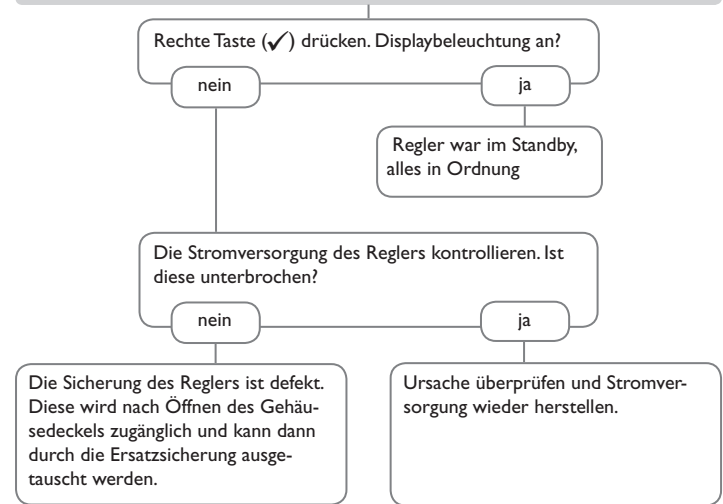 Rechte Taste (✓) drücken. Displaybeleuchtung an?
nein
ja
Regler war im Standby,
alles in Ordnung
Die Stromversorgung des Reglers kontrollieren. Ist
diese unterbrochen?
nein
ja
Die Sicherung des Reglers ist defekt.
Diese wird nach Öffnen des Gehäu-
sedeckels zugänglich und kann dann
durch die Ersatzsicherung ausge-
tauscht werden.
Ursache überprüfen und Stromver-
sorgung wieder herstellen.